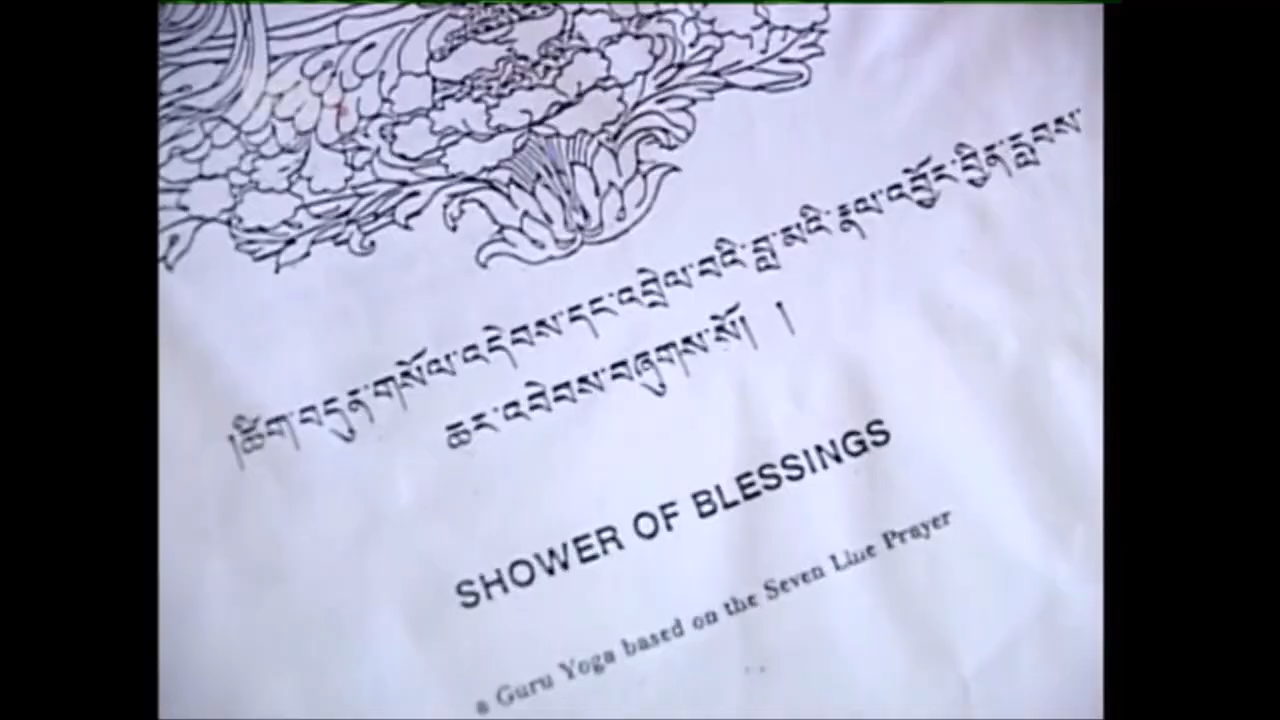 །ཚིག་བདུན་གསོལ་འདེབས་དང་འབྲེལ་བའི་བླ་མའི་རྣལ་འབྱོར་བྱིན་རླབས་
ཆར་འབེབས་བཞུགས་སོ། །
SHOWER OF BLESSINGS
a Guru Yoga based on the Seven Line Prayer